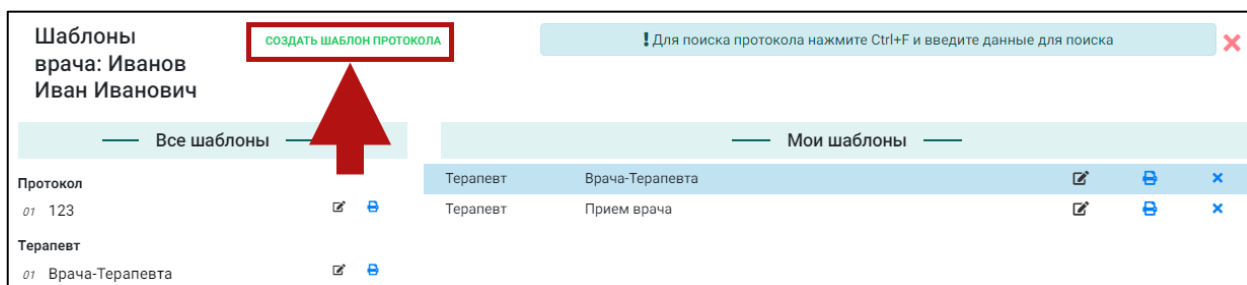 Шаблоны
врача: Иванов
Иван Иванович
СОЗДАТЬ ШАБЛОН ПРОТОКОЛА
! Для поиска протокола нажмите Ctrl+F и введите данные для поиска
Все шаблоны
Протокол
01 123
Терапевт
01 Врача-Терапевта
Мои шаблоны
Терапевт Врача-Терапевта
Терапевт Прием врача